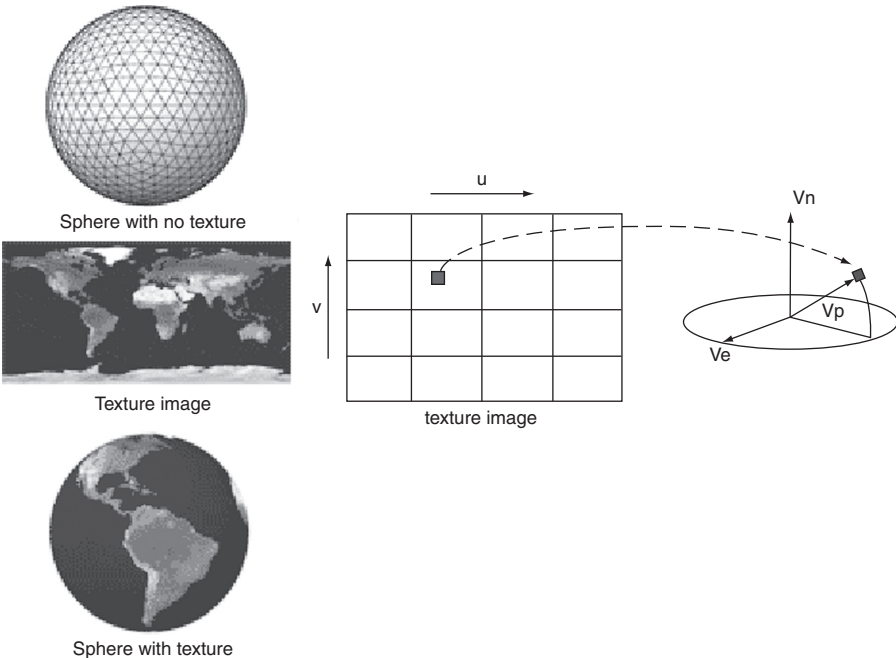 Sphere with no texture
Texture image
Sphere with texture
u
v
texture image
Vn
Vp
Ve